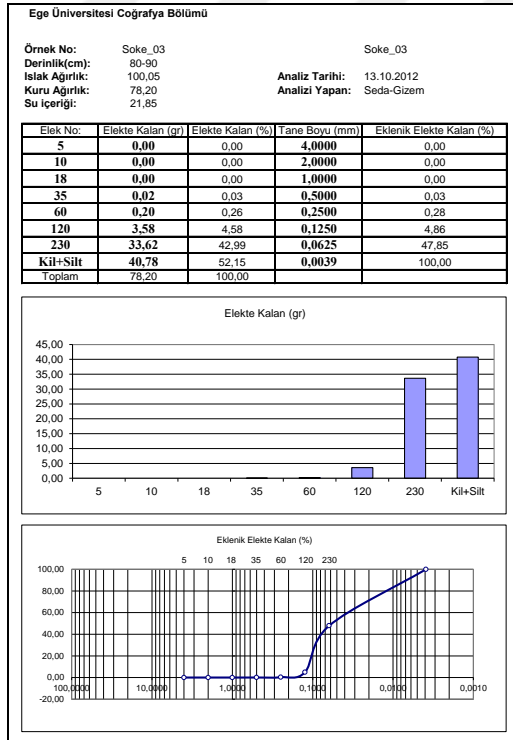 Ege Üniversitesi Coğrafya Bölümü
Örnek No: Soke_03 Soke_03
Derinlik(cm): 80-90
Islak Ağırlık: 100,05 Analiz Tarihi: 13.10.2012
Kuru Ağırlık: 78,20 Analizi Yapan: Seda-Gizem
Su içeriği: 21,85
Elek No: Elekte Kalan (gr) Elekte Kalan (%) Tane Boyu (mm) Eklenik Elekte Kalan (%)
5 0,00 0,00 4,0000 0,00
10 0,00 0,00 2,0000 0,00
18 0,00 0,00 1,0000 0,00
35 0,02 0,03 0,5000 0,03
60 0,20 0,26 0,2500 0,28
120 3,58 4,58 0,1250 4,86
230 33,62 42,99 0,0625 47,85
Kil+Silt 40,78 52,15 0,0039 100,00
Toplam 78,20 100,00
Elekte Kalan (gr)
45,00
40,00
35,00
30,00
25,00
20,00
15,00
10,00
5,00
0,00
5 10 18 35 60 120 230 Kil+Silt
Eklenik Elekte Kalan (%)
5 10 18 35 60 120 230
100,00
80,00
60,00
40,00
20,00
0,00
100,0000 10,0000 1,0000 0,1000 0,0100 0,0010
-20,00